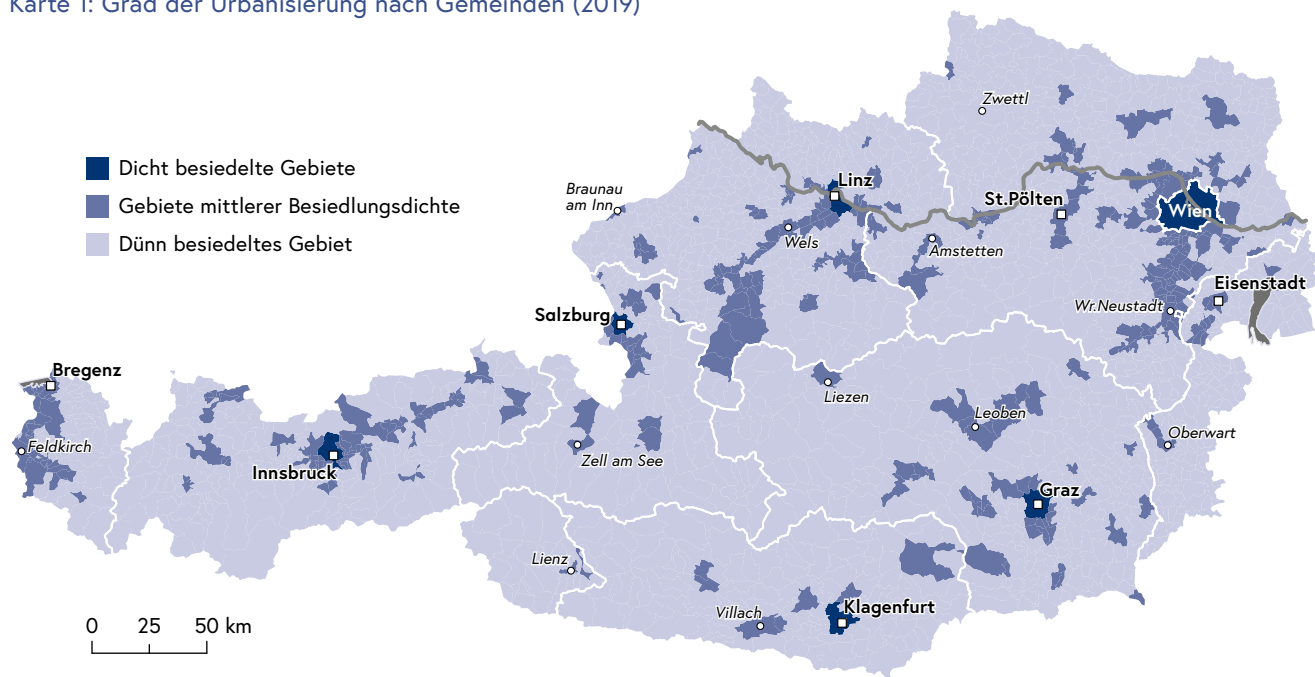 Karte 1: Grad der Urbanisierung nach Gemeinden (2019)
Zwettl
Dicht besiedelte Gebiete
Linz
Braunau
am Inn
Gebiete mittlerer Besiedlungsdichte
St.Pölten
Wien
Dünn besiedeltes Gebiet
Wels
Amstetten
Eisenstadt
Wr.Neustadt
Salzburg
Bregenz
Liezen
Leoben
Oberwart
Feldkirch
Zell am See
Innsbruck
Graz
Lienz
Villach
Klagenfurt
0 25 50 km